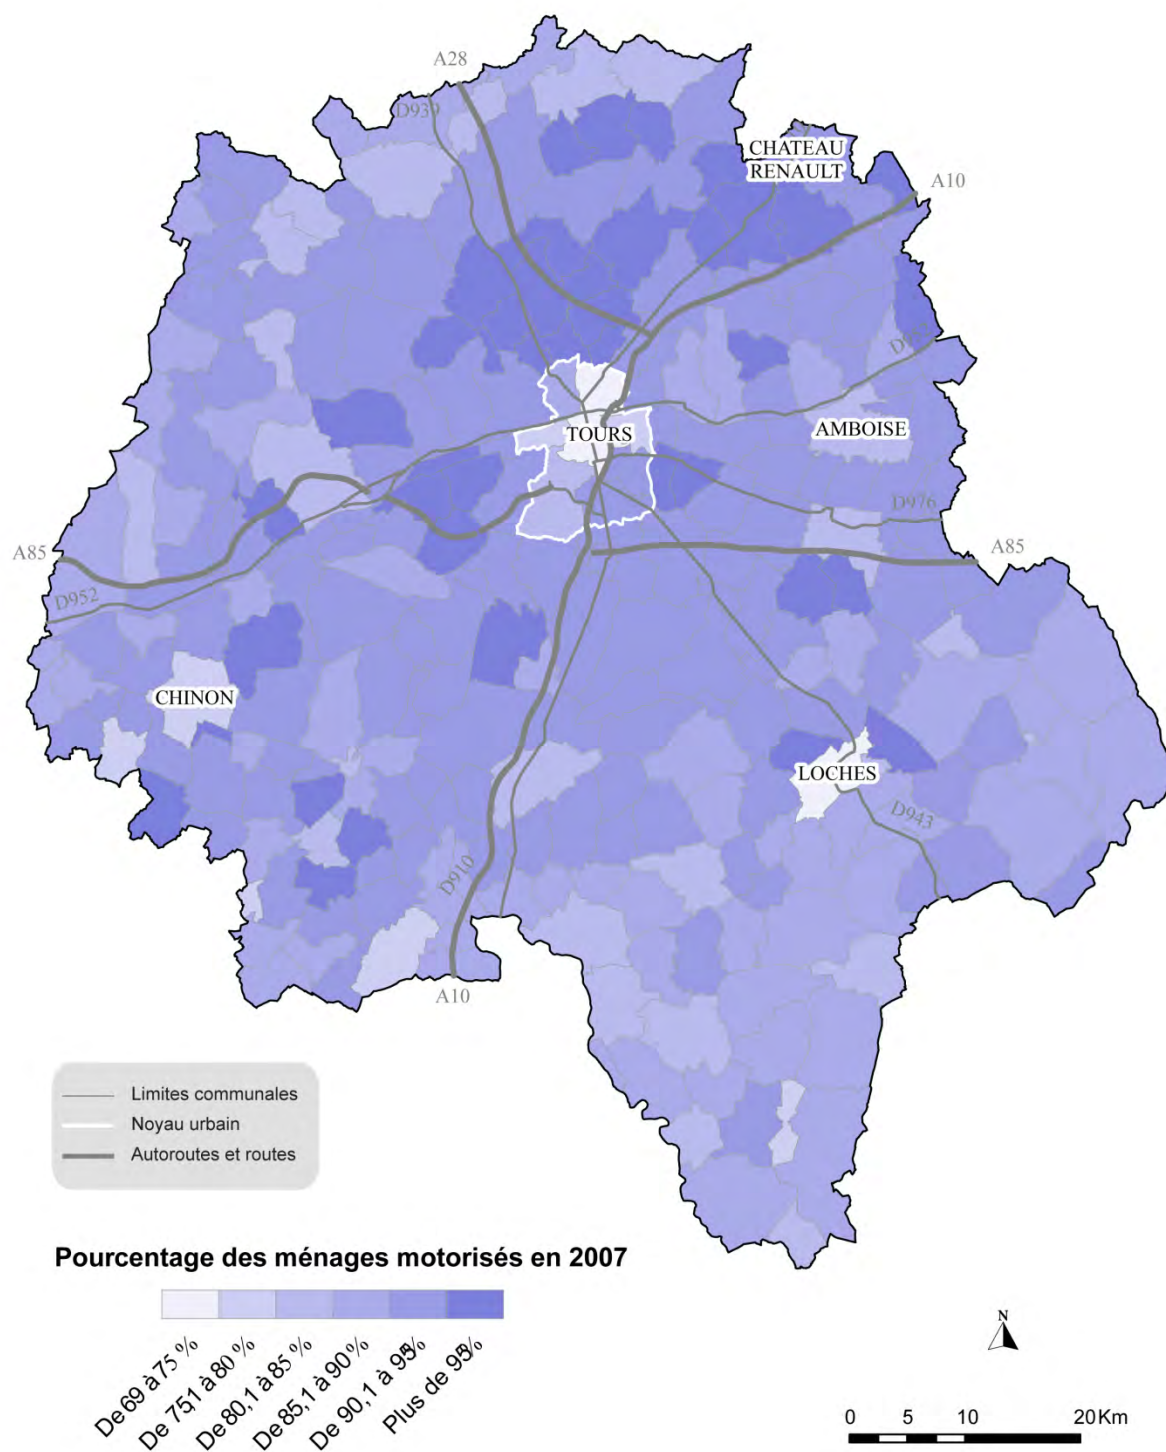 A28
D939
CHATEAU
RENAULT
A10
TOURS
AMBOISE
D976
A85
A85
D952
CHINON
LOCHES
D943
D910
A10
Limites communales
Noyau urbain
Autoroutes et routes
Pourcentage des ménages motorisés en 2007
De 69 à 75 %
De 75,1 à 80 %
De 80,1 à 85 %
De 85,1 à 90 %
De 90,1 à 95%
Plus de 95%
N
0 5 10 20 Km